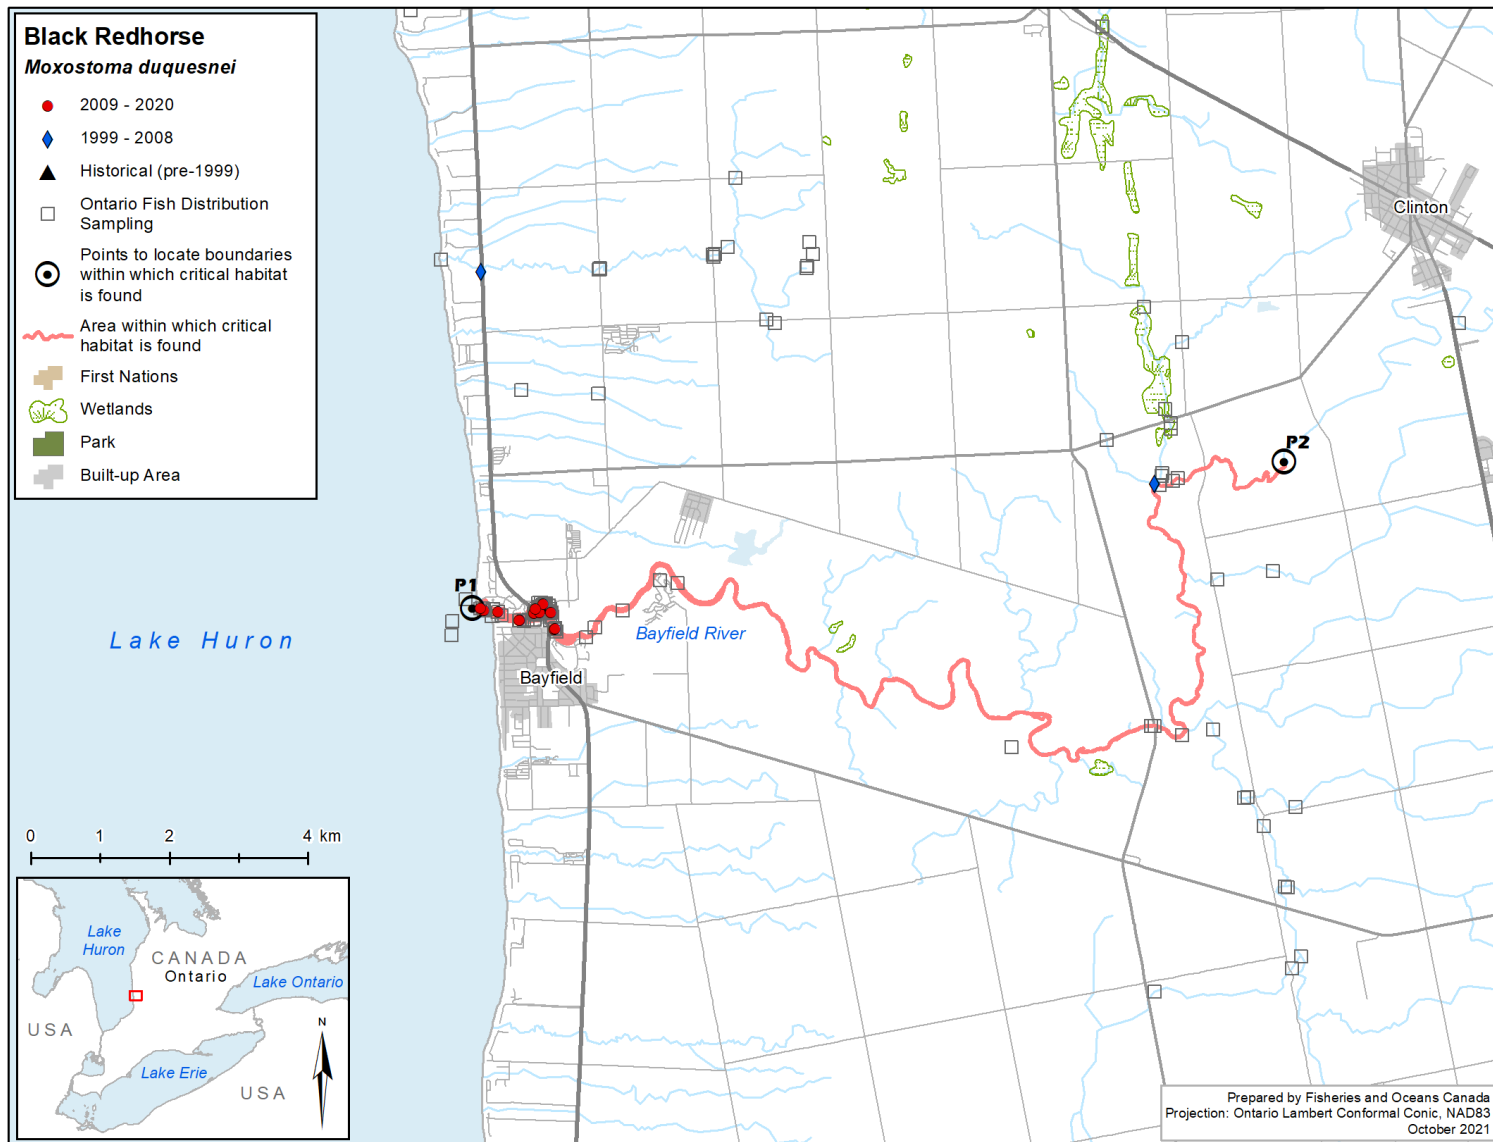 Black Redhorse
Moxostoma duquesnei
2009 - 2020
1999 - 2008
Historical (pre-1999)
Ontario Fish Distribution
Sampling
Points to locate boundaries
within which critical habitat
is found
Area within which critical
habitat is found
First Nations
Wetlands
Park
Built-up Area
Clinton
P2
P1
Lake Huron
Bayfield River
Bayfield
0 1 2 4 km
Lake
Huron
CANADA
Ontario
Lake Ontario
USA
N
Lake Erie
USA
Prepared by Fisheries and Oceans Canada
Projection: Ontario Lambert Conformal Conic, NAD83
October 2021